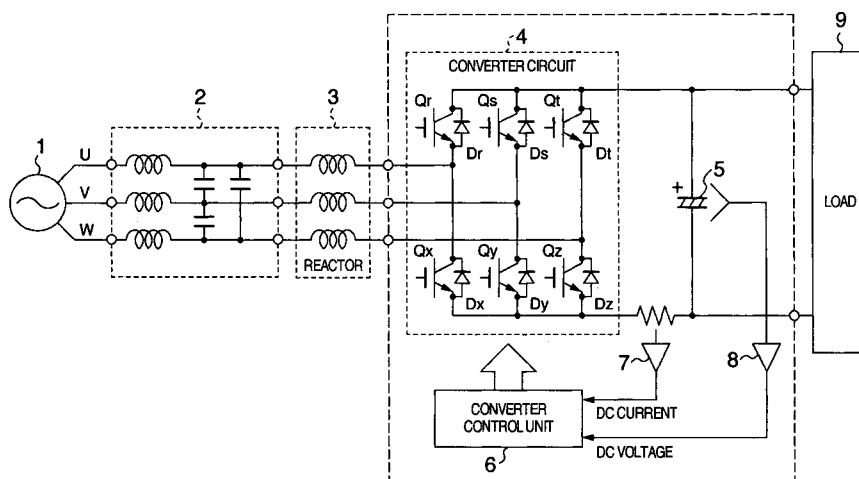 4
9
CONVERTER CIRCUIT
2
3
Qr
Qs
Qt
1
U
Dr
Ds
Dt
V
+
5
LOAD
W
REACTOR
Qx
Qy
Qz
Dx
Dy
Dz
7
8
CONVERTER
CONTROL UNIT
DC CURRENT
6
DC VOLTAGE